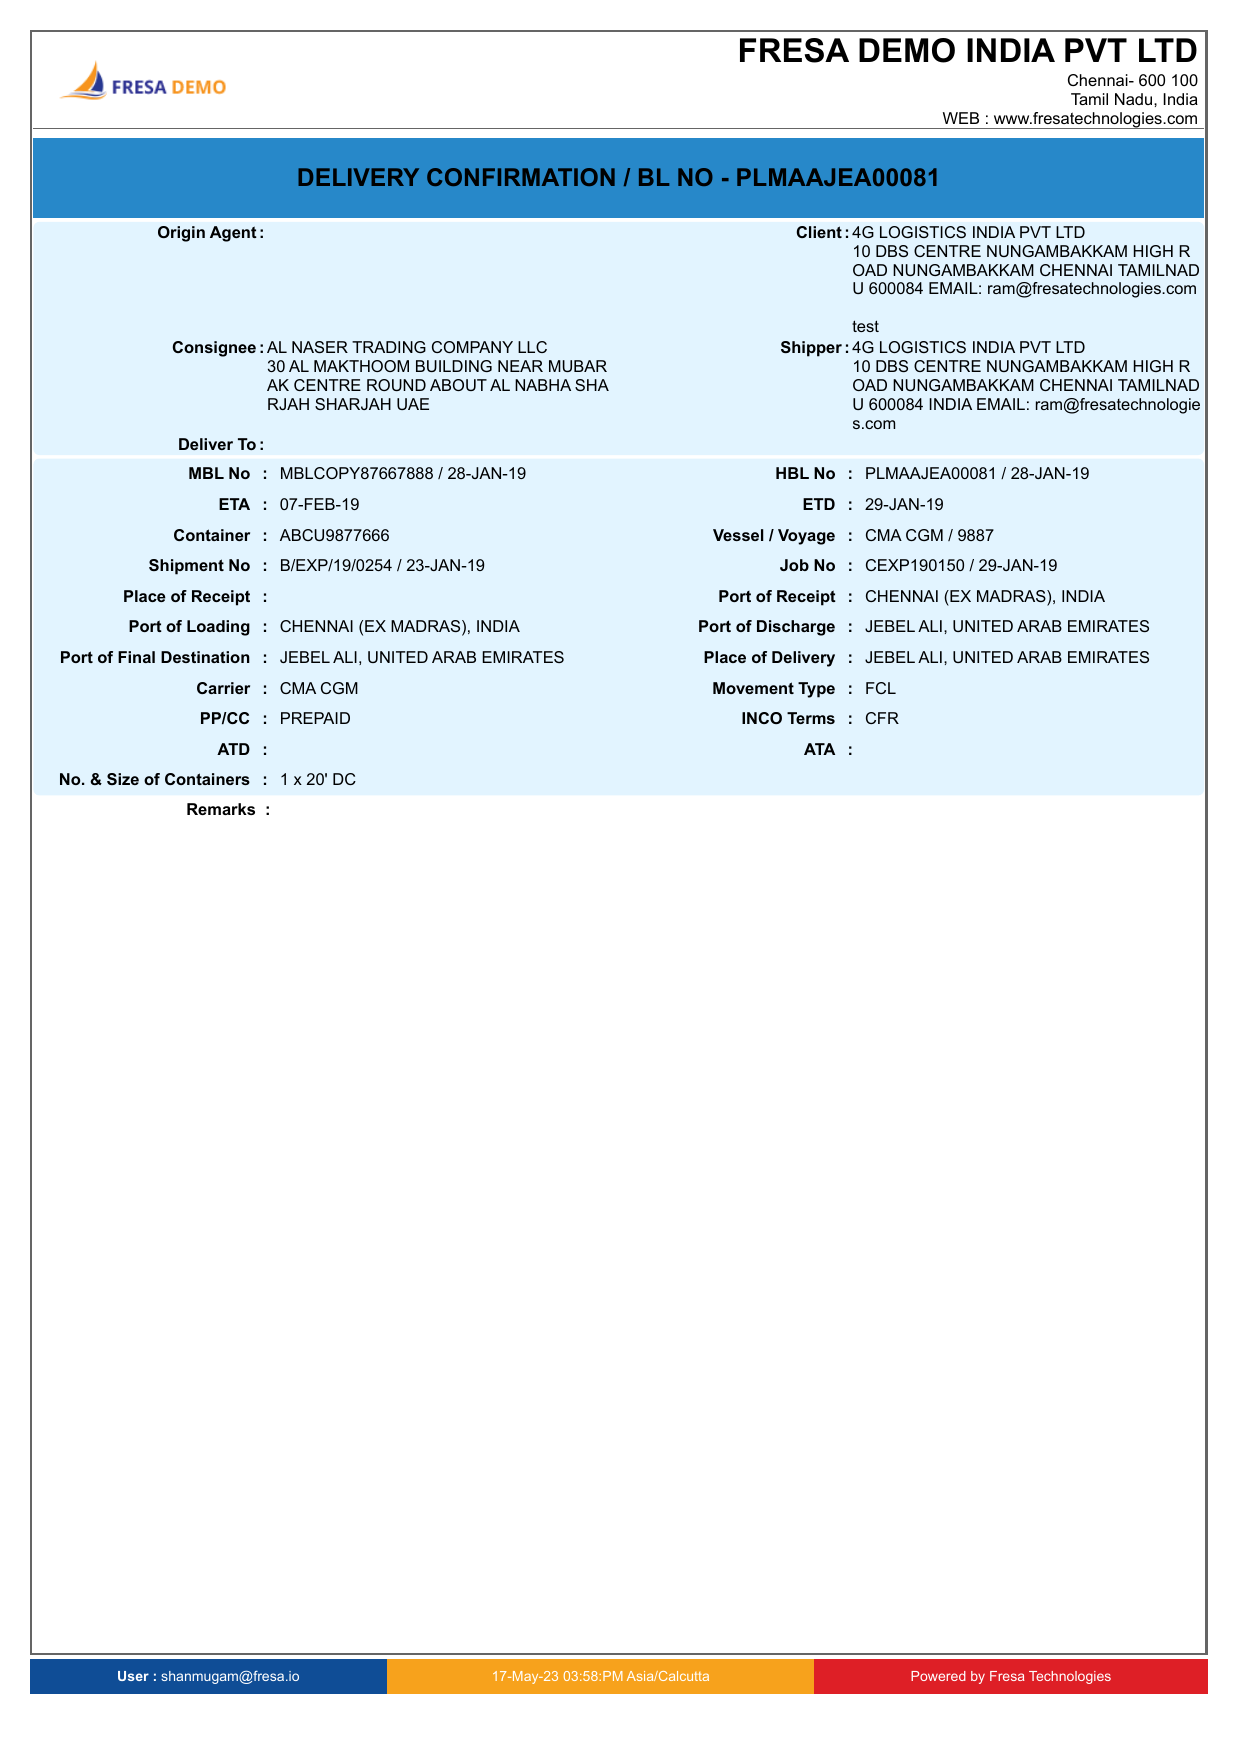 FRESA DEMO
FRESA DEMO INDIA PVT LTD
Chennai- 600 100
Tamil Nadu, India
WEB : www.fresatechnologies.com
DELIVERY CONFIRMATION / BL NO - PLMAAJEA00081
Origin Agent :
Client : 4G LOGISTICS INDIA PVT LTD
10 DBS CENTRE NUNGAMBAKKAM HIGH R
OAD NUNGAMBAKKAM CHENNAI TAMILNAD
U 600084 EMAIL: ram@fresatechnologies.com
test
Consignee : AL NASER TRADING COMPANY LLC
30 AL MAKTHOOM BUILDING NEAR MUBAR
AK CENTRE ROUND ABOUT AL NABHA SHA
RJAH SHARJAH UAE
Shipper : 4G LOGISTICS INDIA PVT LTD
10 DBS CENTRE NUNGAMBAKKAM HIGH R
OAD NUNGAMBAKKAM CHENNAI TAMILNAD
U 600084 INDIA EMAIL: ram@fresatechnologie
s.com
Deliver To :
MBL No : MBLCOPY87667888 / 28-JAN-19 HBL No : PLMAAJEA00081 / 28-JAN-19
ETA : 07-FEB-19 ETD : 29-JAN-19
Container : ABCU9877666 Vessel / Voyage : CMA CGM / 9887
Shipment No : B/EXP/19/0254 / 23-JAN-19 Job No : CEXP190150 / 29-JAN-19
Place of Receipt : Port of Receipt : CHENNAI (EX MADRAS), INDIA
Port of Loading : CHENNAI (EX MADRAS), INDIA Port of Discharge : JEBEL ALI, UNITED ARAB EMIRATES
Port of Final Destination : JEBEL ALI, UNITED ARAB EMIRATES Place of Delivery : JEBEL ALI, UNITED ARAB EMIRATES
Carrier : CMA CGM Movement Type : FCL
PP/CC : PREPAID INCO Terms : CFR
ATD : ATA :
No. & Size of Containers : 1 x 20' DC
Remarks :
User : shanmugam@fresa.io 17-May-23 03:58:PM Asia/Calcutta Powered by Fresa Technologies